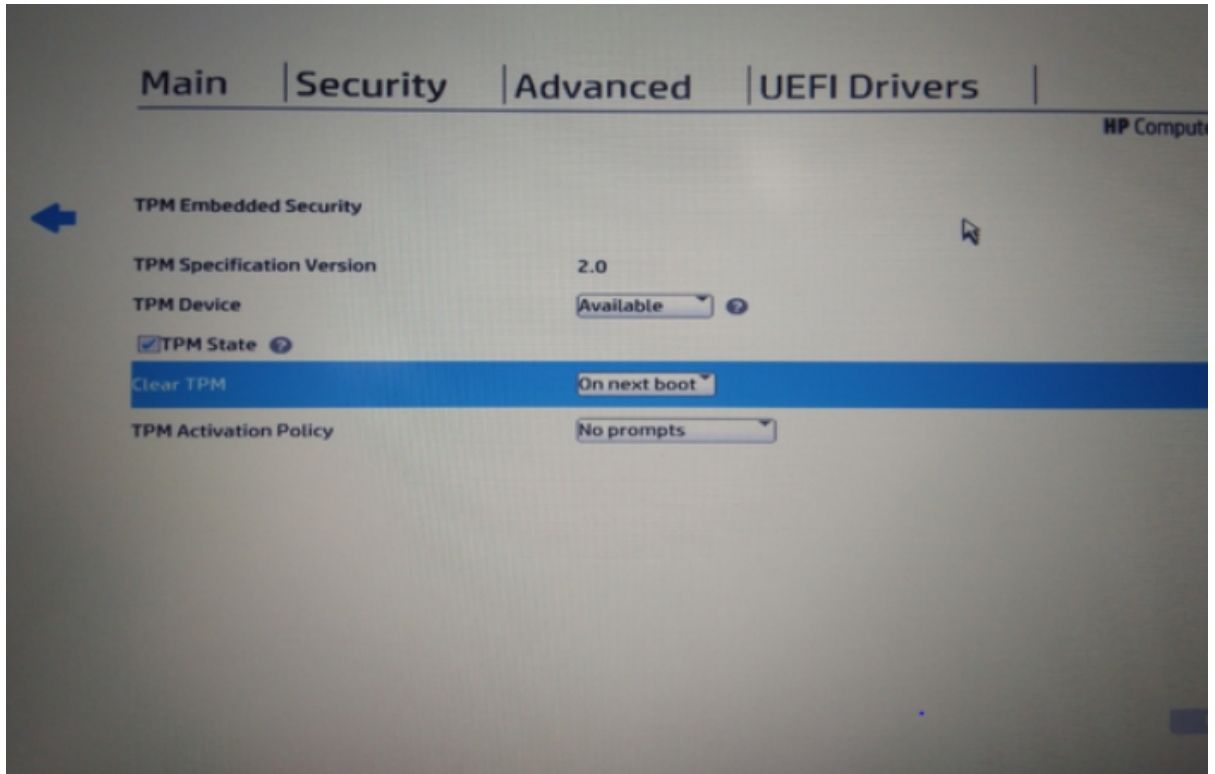 Main Security Advanced UEFI Drivers
HP Compute
TPM Embedded Security
TPM Specification Version 2.0
TPM Device Available
TPM State
Clear TPM On next boot
TPM Activation Policy No prompts